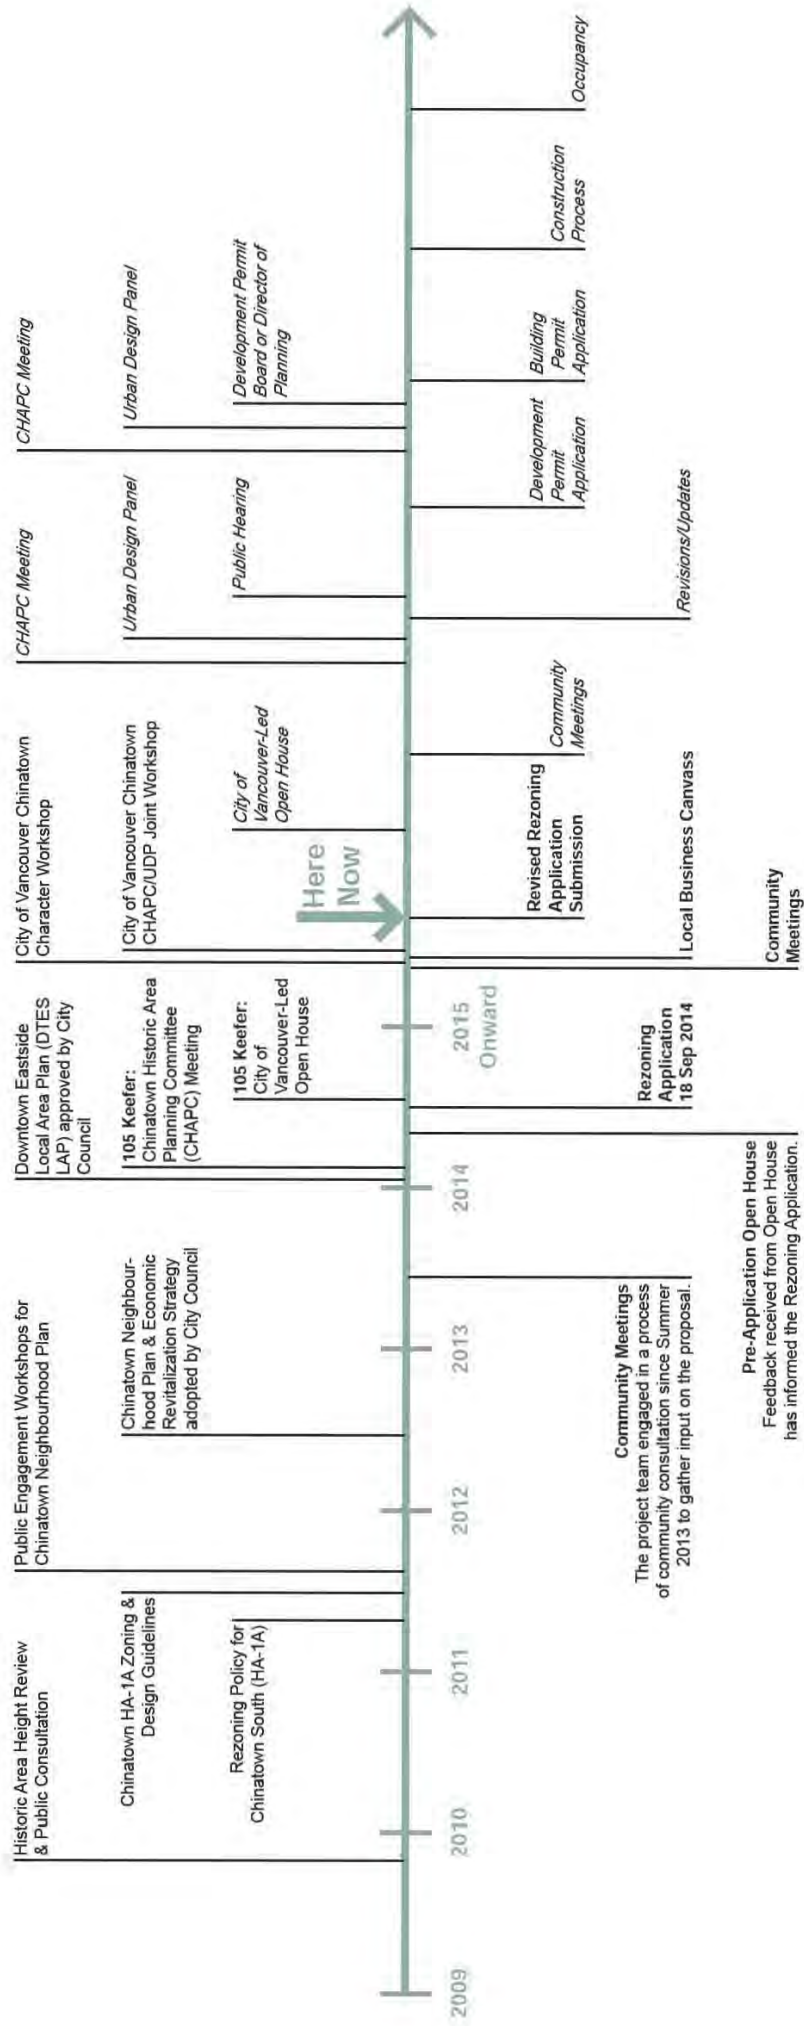 Historic Area Height Review
& Public Consultation
Public Engagement Workshops for
Chinatown Neighbourhood Plan
Downtown Eastside
Local Area Plan (DTES
LAP) approved by City
Council
City of Vancouver Chinatown
Character Workshop
CHAPC Meeting
CHAPC Meeting
Chinatown HA-1A Zoning &
Design Guidelines
Chinatown Neighbour-
hood Plan & Economic
Revitalization Strategy
adopted by City Council
105 Keefer:
Chinatown Historic Area
Planning Committee
(CHAPC) Meeting
City of Vancouver Chinatown
CHAPC/UDP Joint Workshop
Urban Design Panel
Urban Design Panel
Rezoning Policy for
Chinatown South (HA-1A)
105 Keefer:
City of
Vancouver-Led
Open House
City of
Vancouver-Led
Open House
Public Hearing
Development Permit
Board or Director of
Planning
Here
Now
2009
2010
2011
2012
2013
2014
2015
Onward
Revised Rezoning
Application
Submission
Community
Meetings
Development
Permit
Application
Building
Permit
Application
Construction
Process
Occupancy
Community Meetings
The project team engaged in a process
of community consultation since Summer
2013 to gather input on the proposal.
Rezoning
Application
18 Sep 2014
Local Business Canvass
Revisions/Updates
Pre-Application Open House
Feedback received from Open House
has informed the Rezoning Application.
Community
Meetings